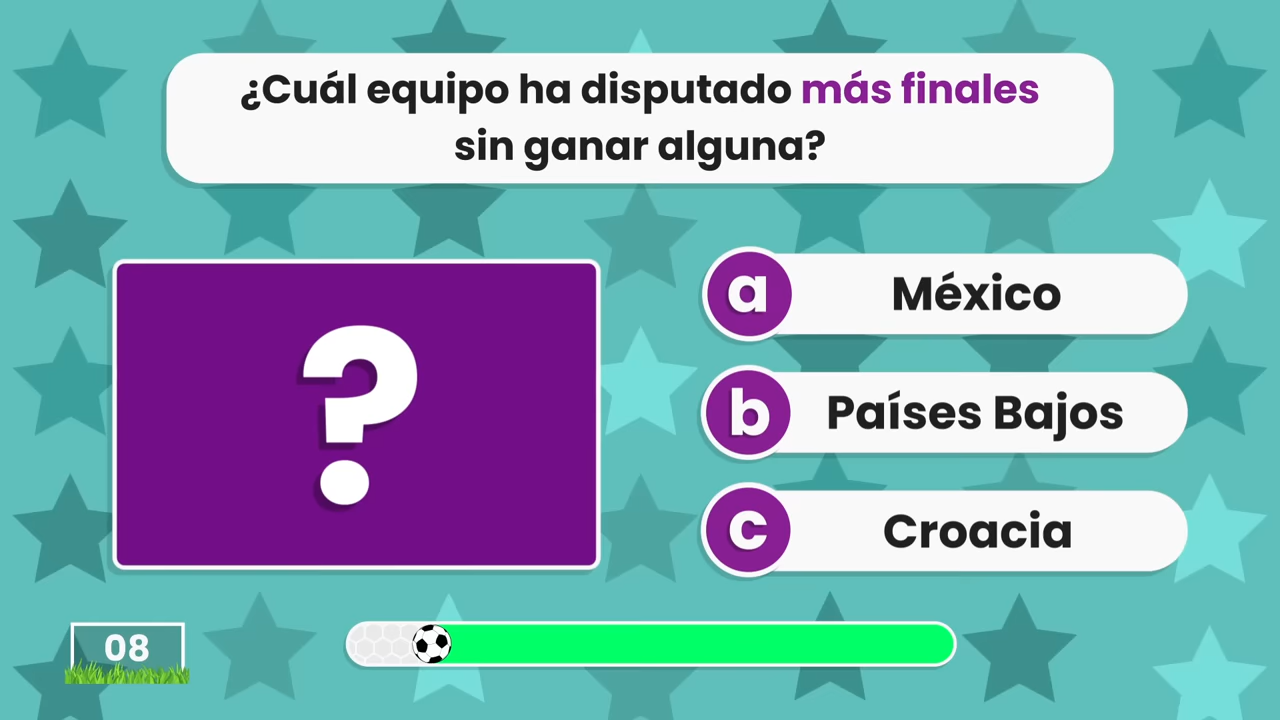 ¿Cuál equipo ha disputado más finales
sin ganar alguna?
?
a
México
b
Países Bajos
c
Croacia
08